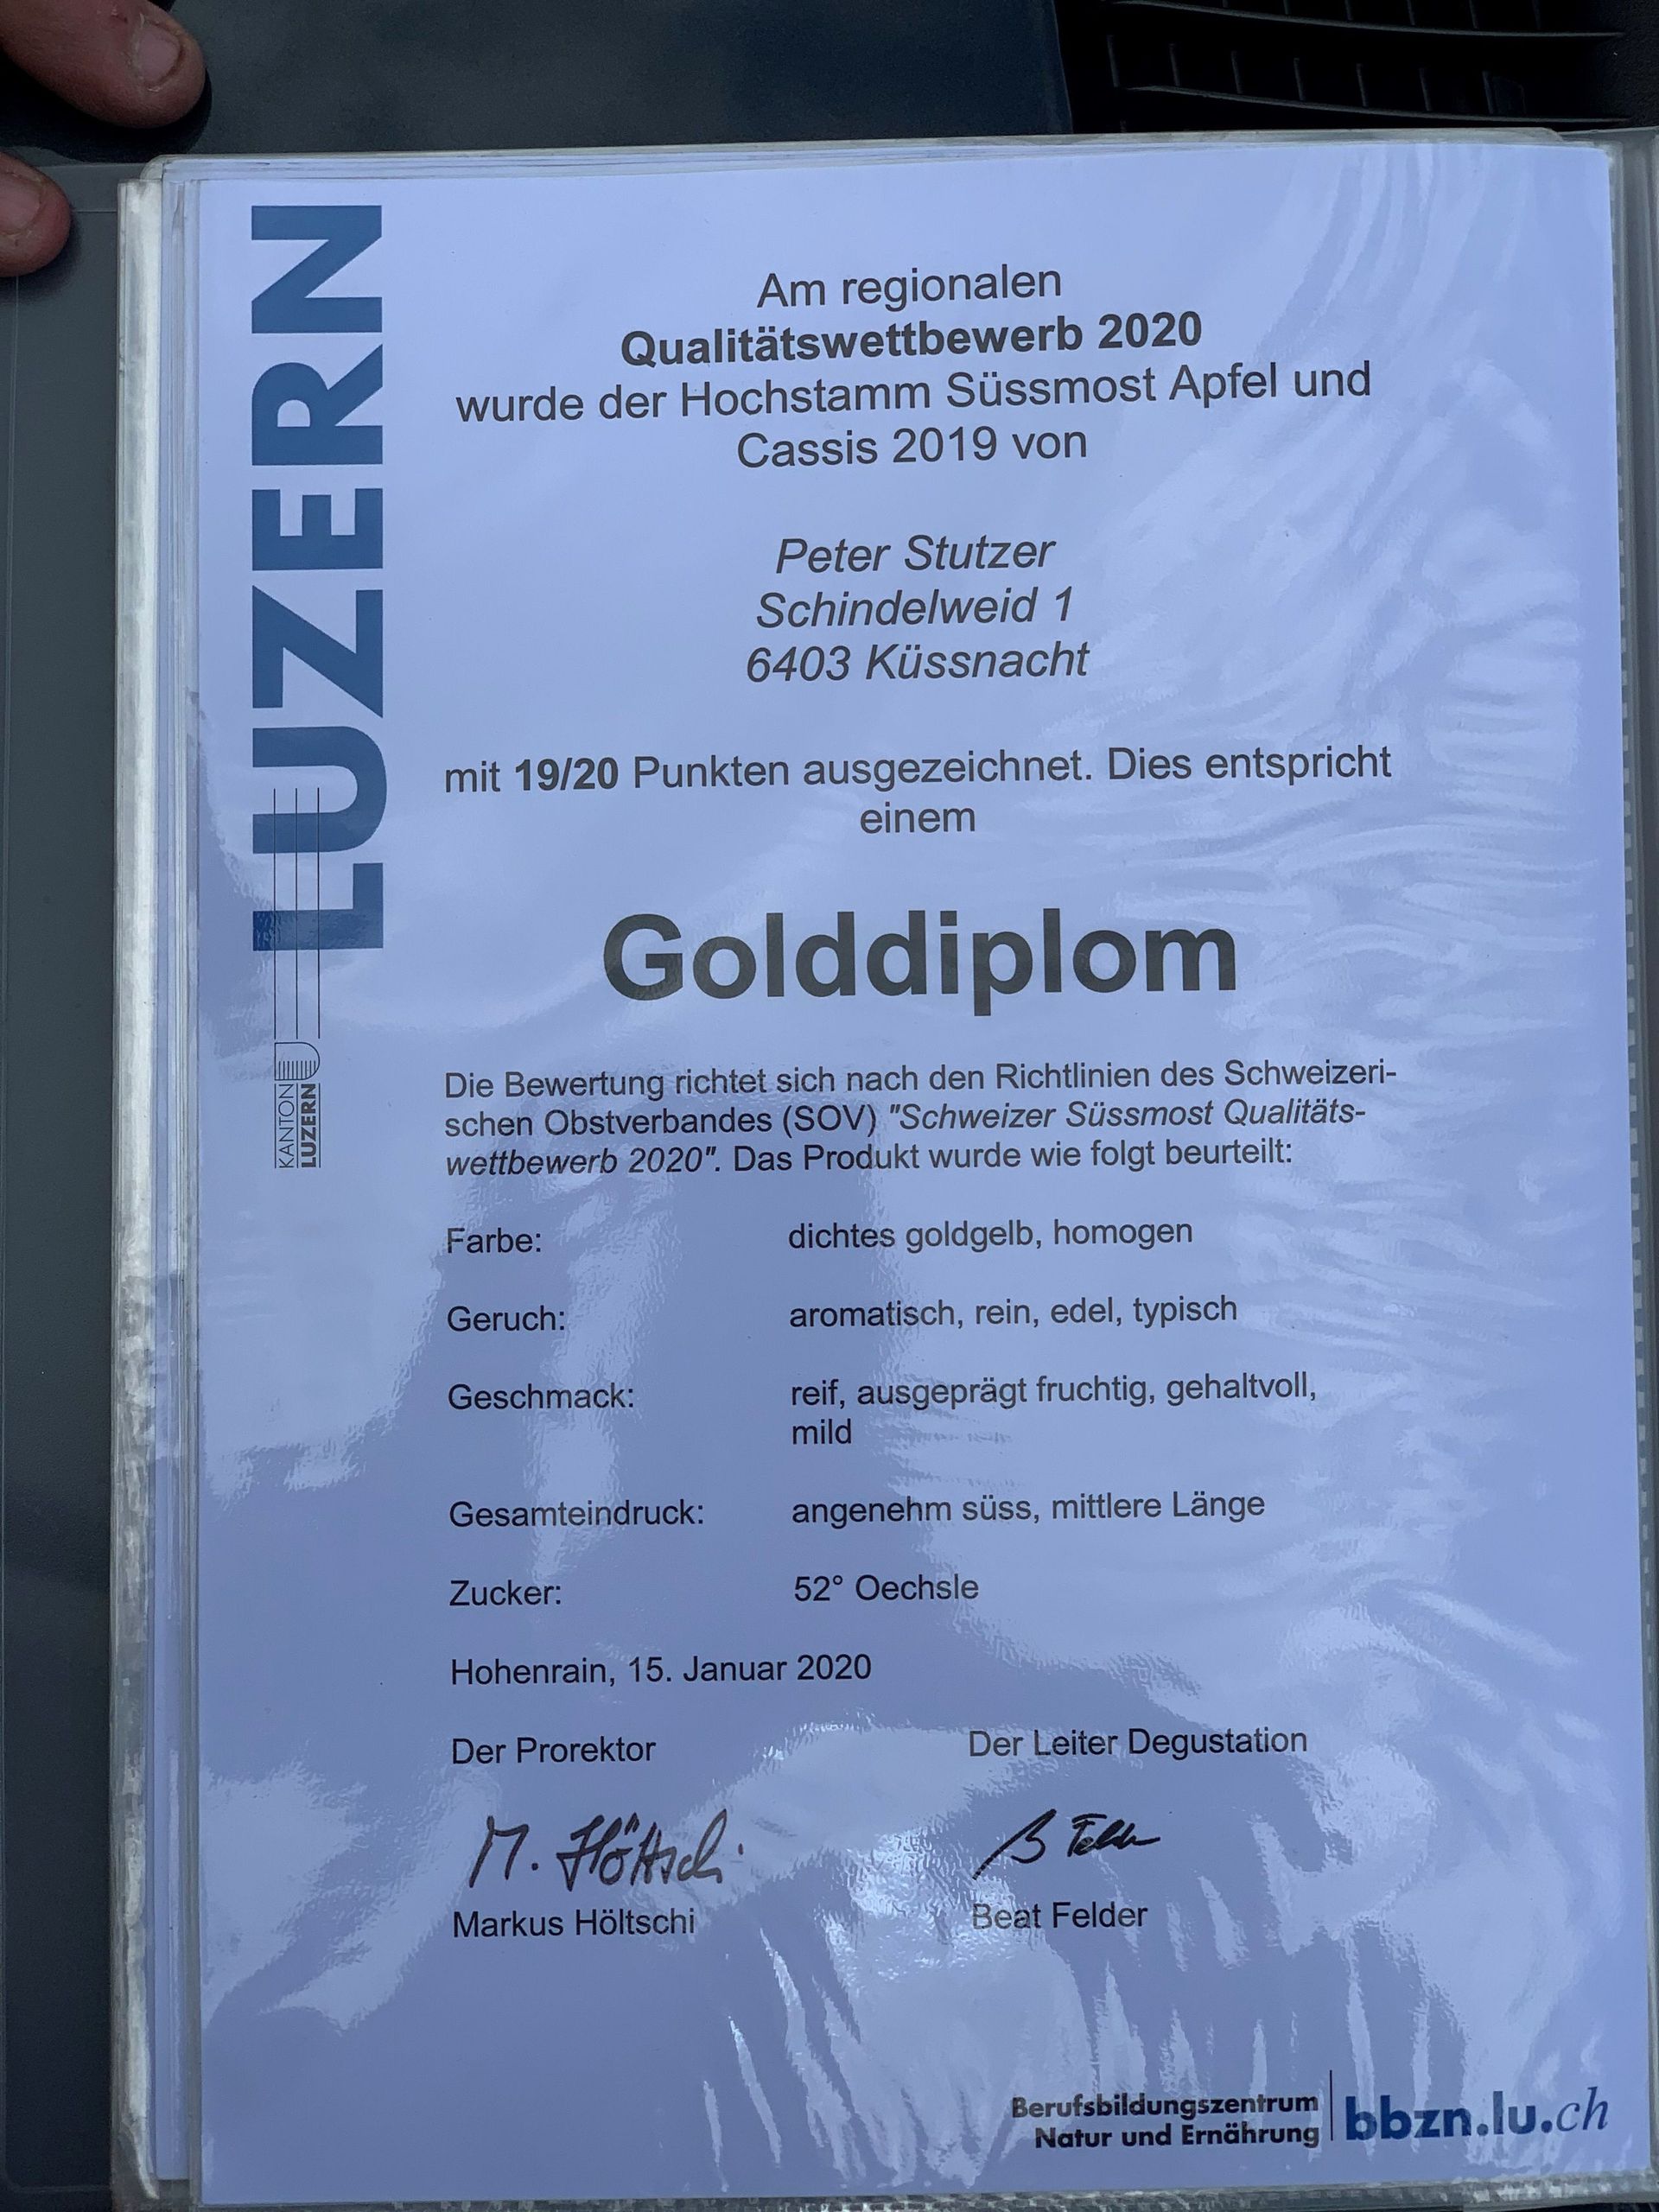 LUZERN
KANTON
LUZERN
Am regionalen
Qualitätswettbewerb 2020
wurde der Hochstamm Süssmost Apfel und
Cassis 2019 von
Peter Stutzer
Schindelweid 1
6403 Küssnacht
mit 19/20 Punkten ausgezeichnet. Dies entspricht
einem
Golddiplom
Die Bewertung richtet sich nach den Richtlinien des Schweizeri-
schen Obstverbandes (SOV) "Schweizer Süssmost Qualitäts-
wettbewerb 2020". Das Produkt wurde wie folgt beurteilt:
Farbe: dichtes goldgelb, homogen
Geruch: aromatisch, rein, edel, typisch
Geschmack: reif, ausgeprägt fruchtig, gehaltvoll,
mild
Gesamteindruck: angenehm süss, mittlere Länge
Zucker: 52° Oechsle
Hohenrain, 15. Januar 2020
Der Prorektor Der Leiter Degustation
M. Höltschi B Felder
Markus Höltschi Beat Felder
Berufsbildungszentrum
Natur und Ernährung
bbzn.lu.ch